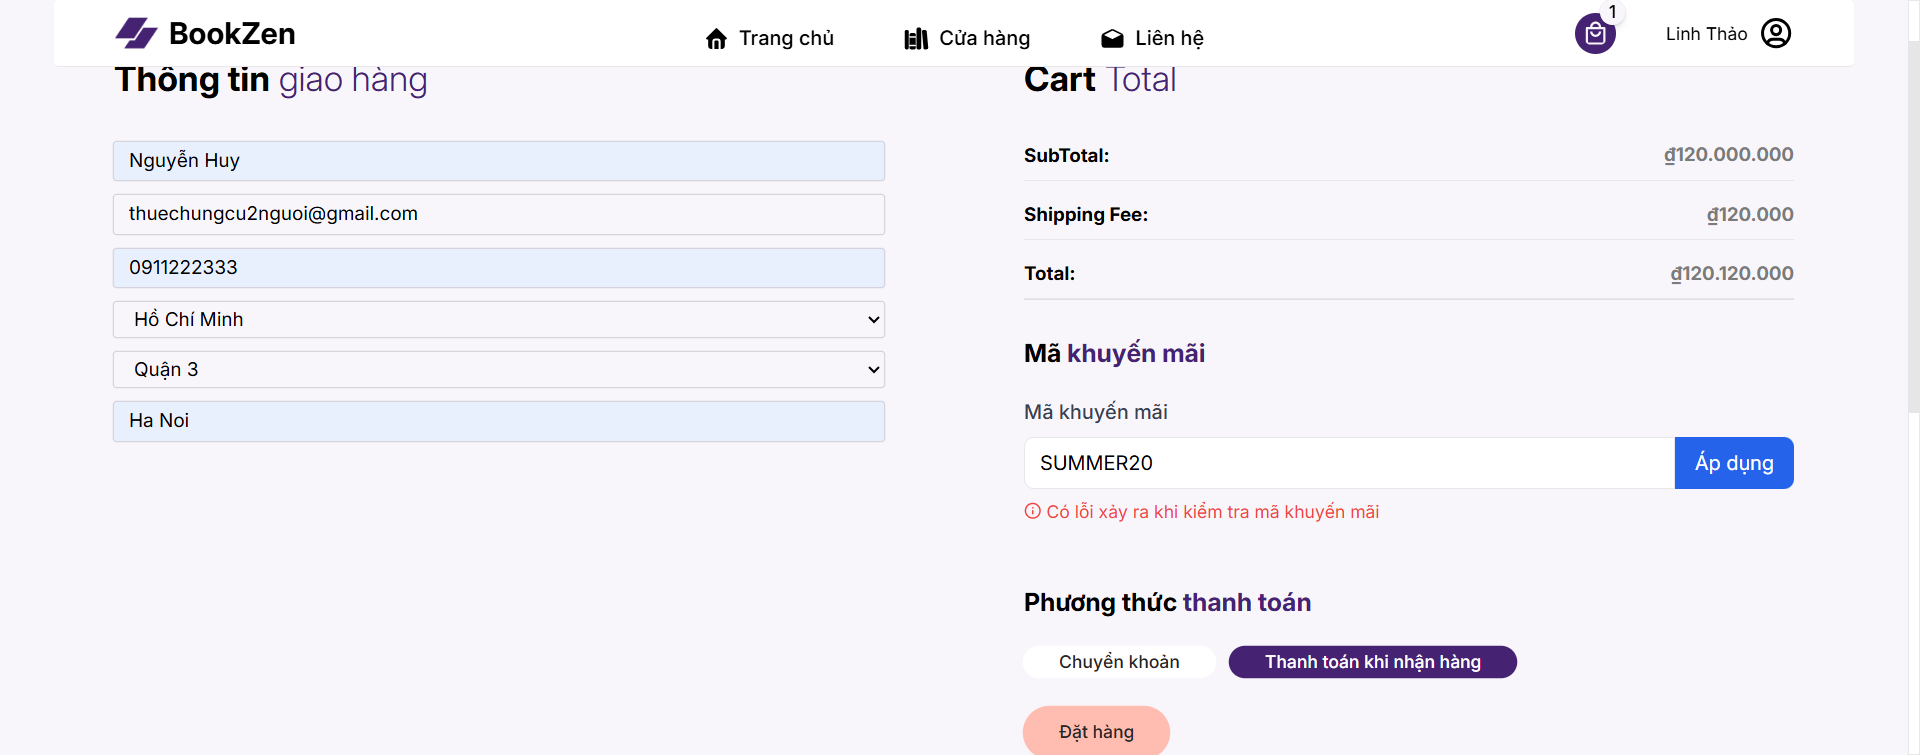 BookZen
Trang chủ
Cửa hàng
Liên hệ
1
Linh Thảo
Thông tin giao hàng
Nguyễn Huy
thuechungcu2nguoi@gmail.com
0911222333
Hồ Chí Minh
Quận 3
Ha Noi
Cart Total
SubTotal: ₫120.000.000
Shipping Fee: ₫120.000
Total: ₫120.120.000
Mã khuyến mãi
Mã khuyến mãi
SUMMER20
Áp dụng
Có lỗi xảy ra khi kiểm tra mã khuyến mãi
Phương thức thanh toán
Chuyển khoản
Thanh toán khi nhận hàng
Đặt hàng